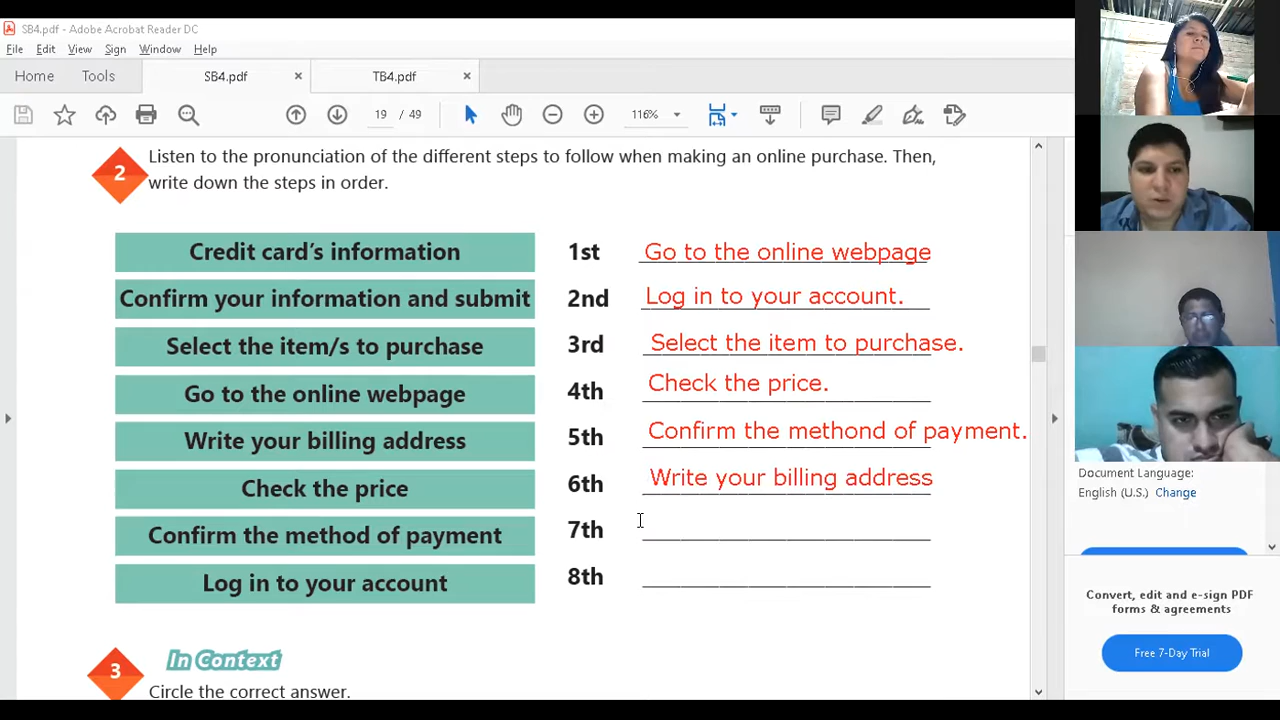 SB4.pdf - Adobe Acrobat Reader DC
File Edit View Sign Window Help
Home Tools SB4.pdf × TB4.pdf ×
19 / 49 116%
2 Listen to the pronunciation of the different steps to follow when making an online purchase. Then,
write down the steps in order.
Credit card's information 1st Go to the online webpage
Confirm your information and submit 2nd Log in to your account.
Select the item/s to purchase 3rd Select the item to purchase.
Go to the online webpage 4th Check the price.
Write your billing address 5th Confirm the methond of payment.
Check the price 6th Write your billing address
Confirm the method of payment 7th
Log in to your account 8th
3 In Context
Circle the correct answer.
Document Language:
English (U.S.) Change
Convert, edit and e-sign PDF
forms & agreements
Free 7-Day Trial